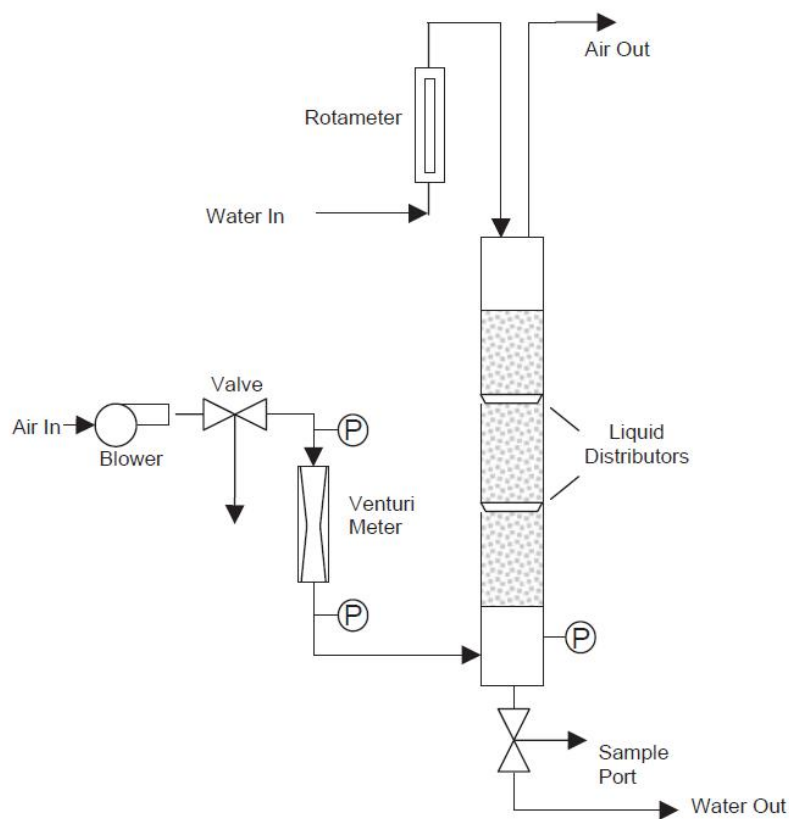 Air Out
Rotameter
Water In
Valve
Air In
Blower
P
Liquid
Distributors
Venturi
Meter
P
P
Sample
Port
Water Out